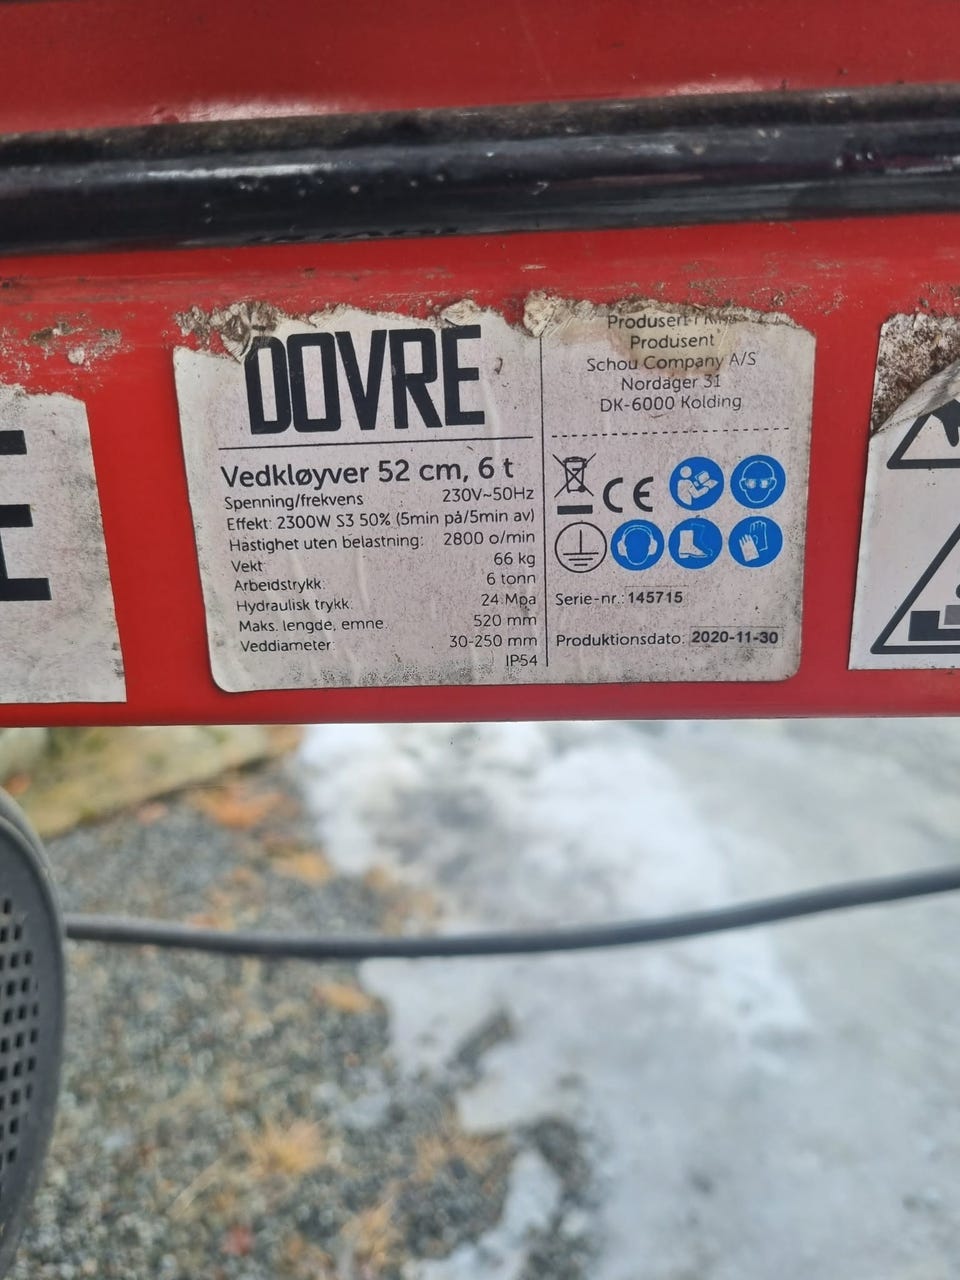 DOVRE
Vedkløyver 52 cm, 6 t
Spenning/frekvens 230V~50Hz
Effekt: 2300W S3 50% (5min på/5min av)
Hastighet uten belastning: 2800 o/min
Vekt: 66 kg
Arbeidstrykk: 6 tonn
Hydraulisk trykk: 24 Mpa
Maks. lengde, emne: 520 mm
Veddiameter: 30-250 mm
IP54
Produsert i
Produsent
Schou Company A/S
Nordager 31
DK-6000 Kolding
CE
Serie-nr.: 145715
Produktionsdato: 2020-11-30
E